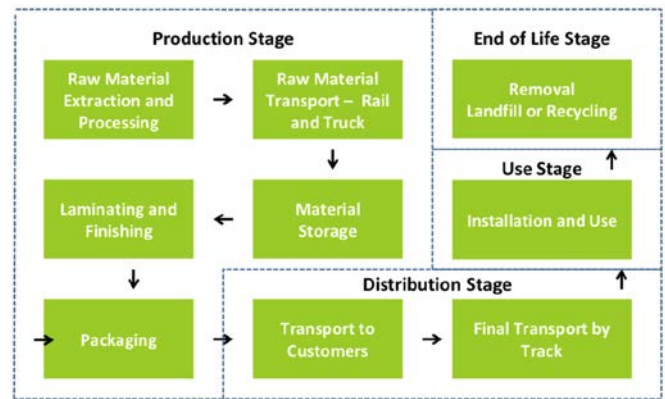 Production Stage
Raw Material
Extraction and
Processing
Raw Material
Transport – Rail
and Truck
Laminating and
Finishing
Material
Storage
Packaging
Distribution Stage
Transport to
Customers
Final Transport by
Track
Use Stage
Installation and Use
End of Life Stage
Removal
Landfill or Recycling